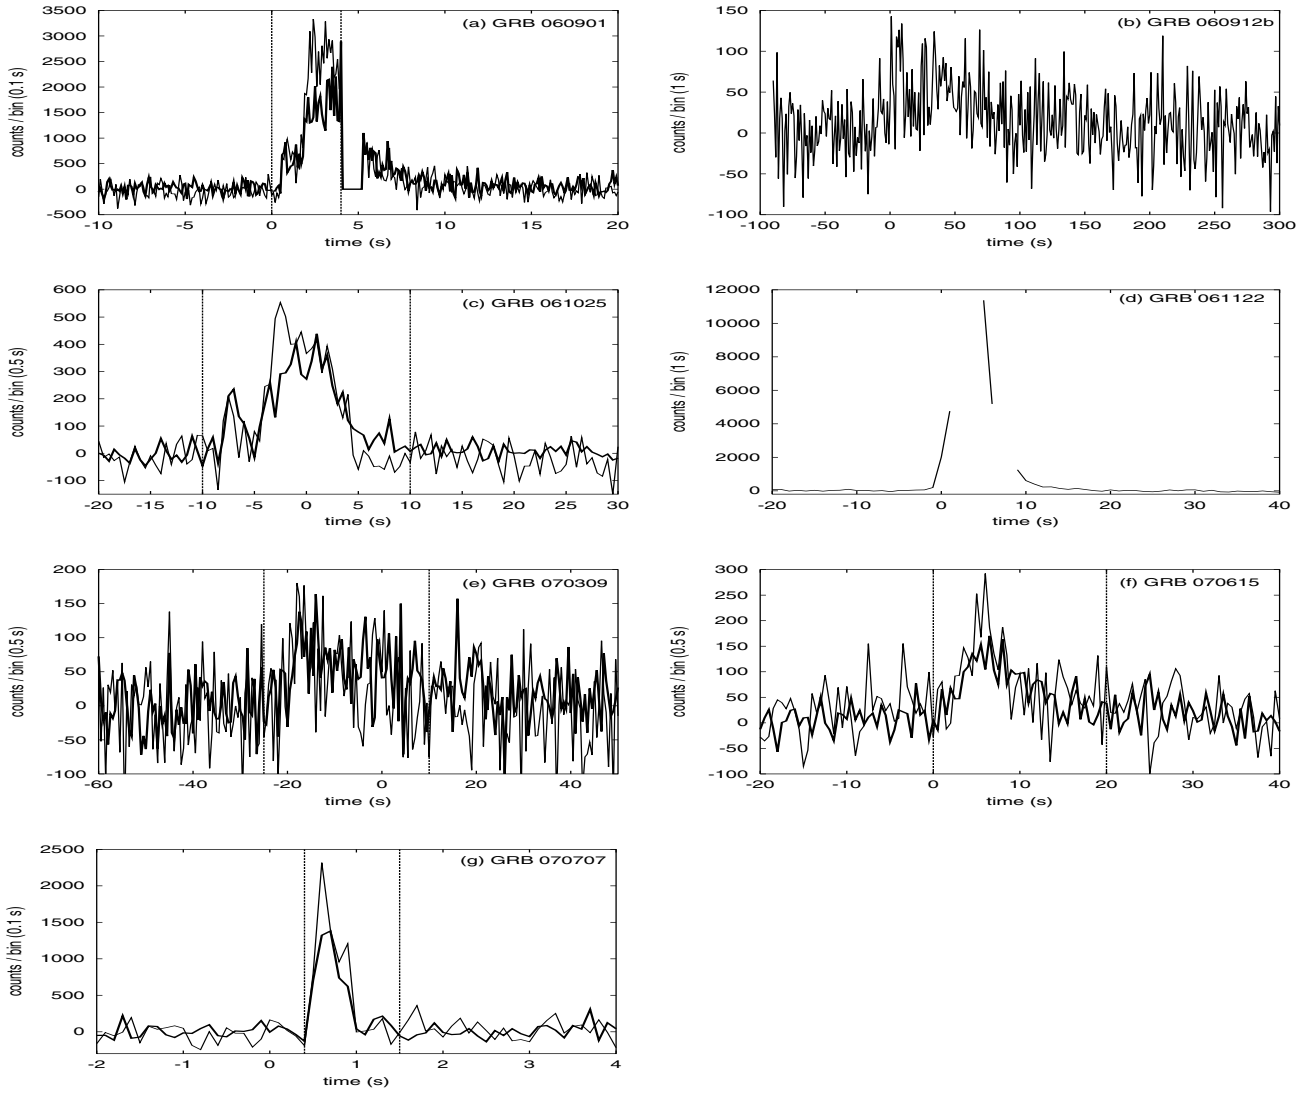 (a) GRB 060901
counts / bin (0.1 s)
3500
3000
2500
2000
1500
1000
500
0
-500
-10 -5 0 5 10 15 20
time (s)
(b) GRB 060912b
counts / bin (1 s)
150
100
50
0
-50
-100
-100 -50 0 50 100 150 200 250 300
time (s)
(c) GRB 061025
counts / bin (0.5 s)
600
500
400
300
200
100
0
-100
-20 -15 -10 -5 0 5 10 15 20 25 30
time (s)
(d) GRB 061122
counts / bin (1 s)
12000
10000
8000
6000
4000
2000
0
-20 -10 0 10 20 30 40
time (s)
(e) GRB 070309
counts / bin (0.5 s)
200
150
100
50
0
-50
-100
-60 -40 -20 0 20 40
time (s)
(f) GRB 070615
counts / bin (0.5 s)
300
250
200
150
100
50
0
-50
-100
-20 -10 0 10 20 30 40
time (s)
(g) GRB 070707
counts / bin (0.1 s)
2500
2000
1500
1000
500
0
-2 -1 0 1 2 3 4
time (s)